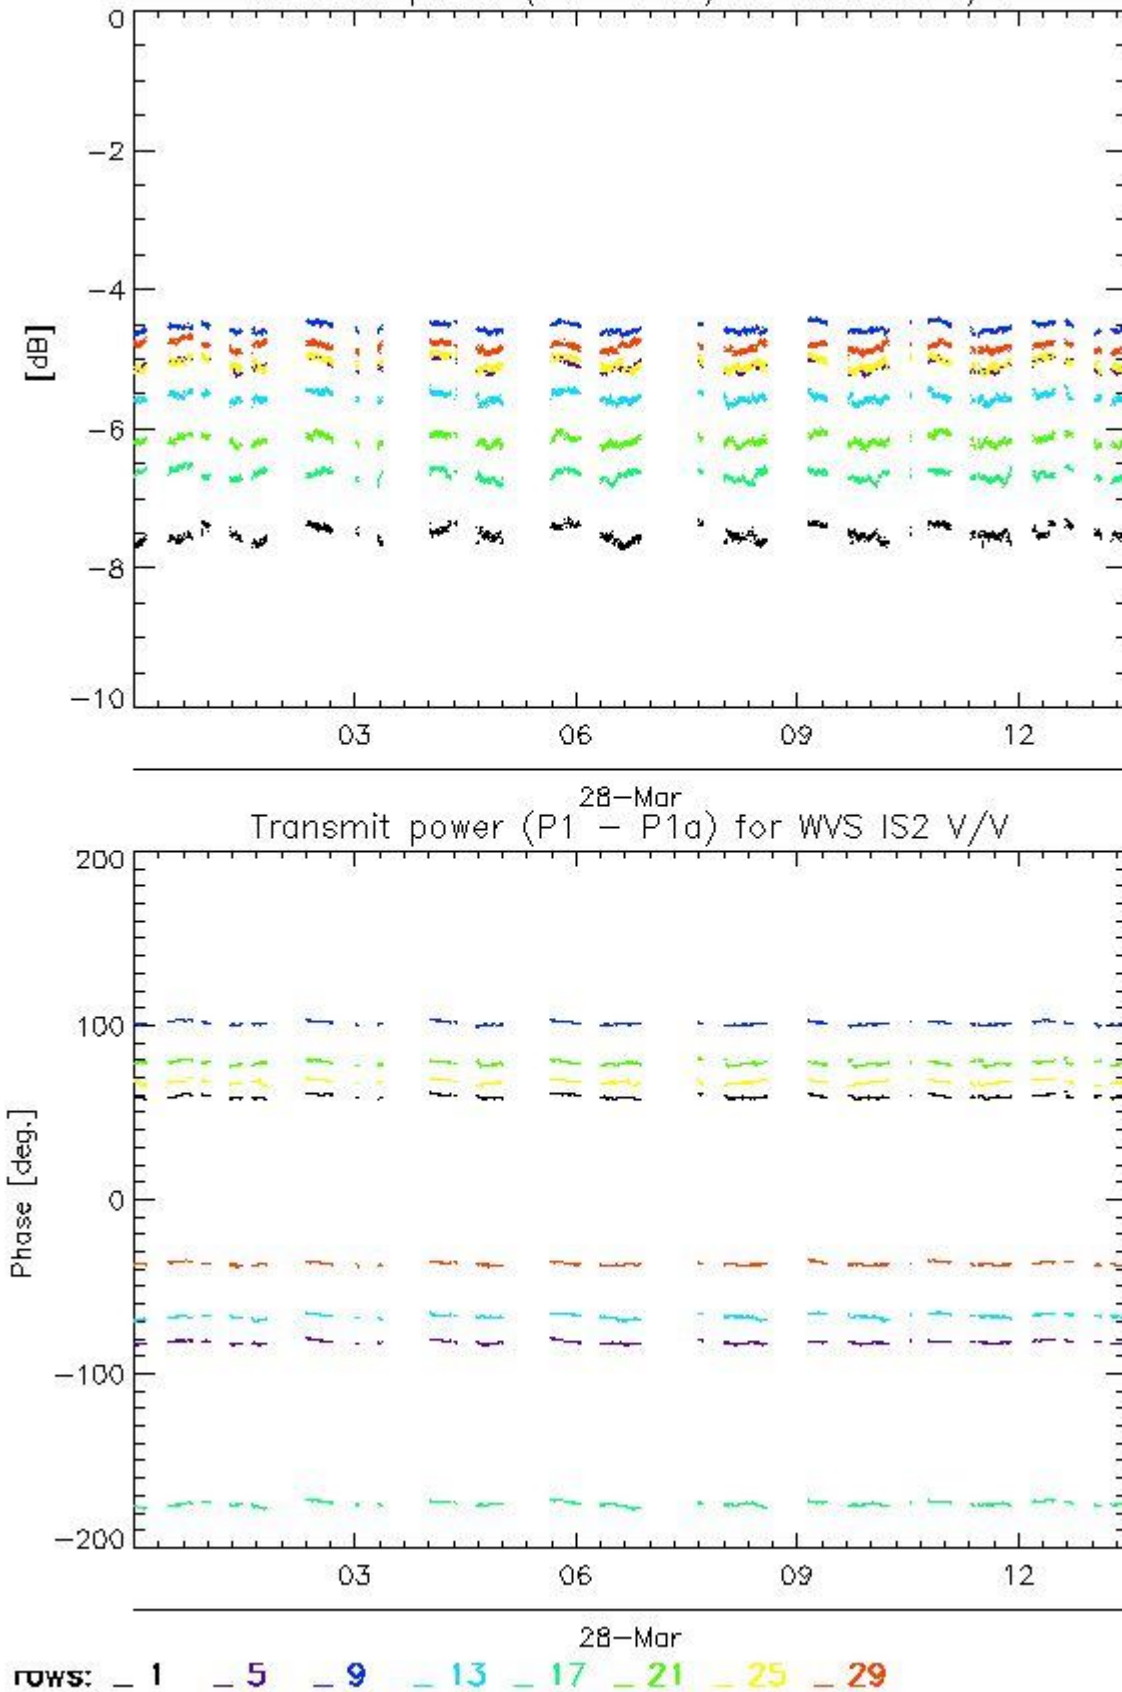 0
-2
-4
[dB]
-6
-8
-10
03 06 09 12
28-Mar
Transmit power (P1 - P1a) for WVS IS2 V/V
200
100
0
Phase [deg.]
-100
-200
03 06 09 12
28-Mar
rows: _ 1 _ 5 _ 9 _ 13 _ 17 _ 21 _ 25 _ 29